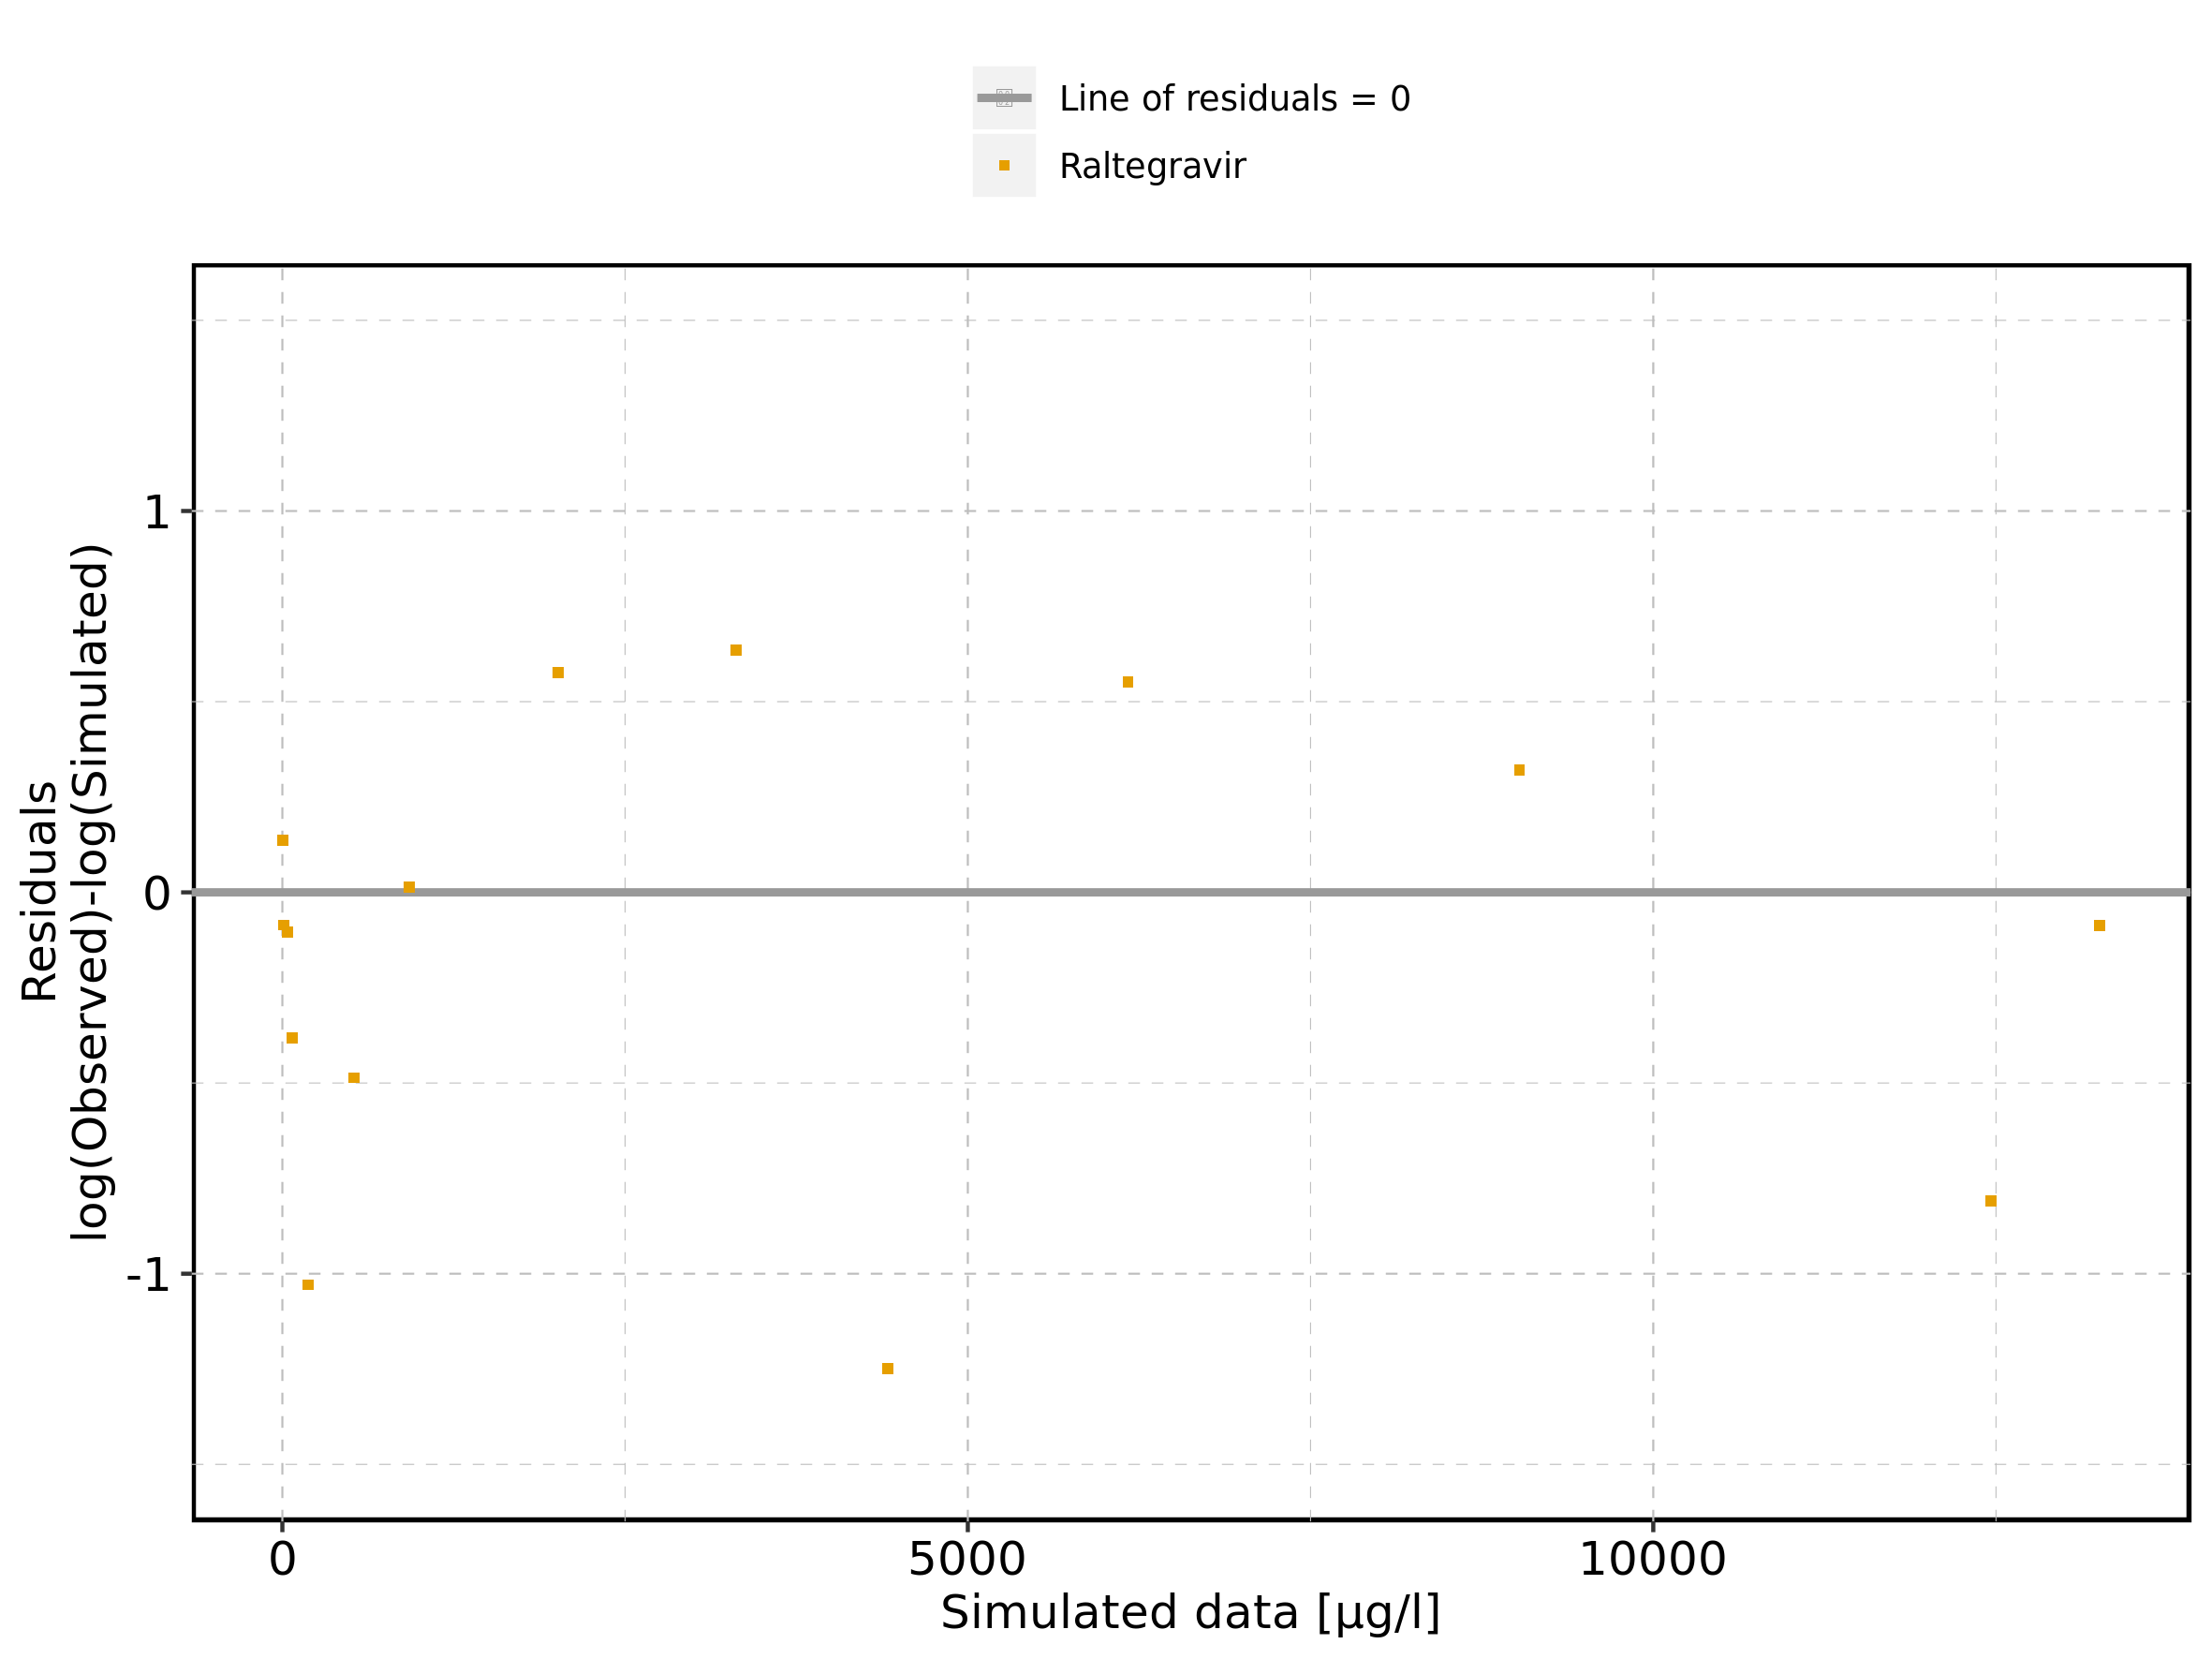 Line of residuals = 0
Raltegravir
Residuals
log(Observed)-log(Simulated)
1
0
-1
0
5000
10000
Simulated data [µg/l]